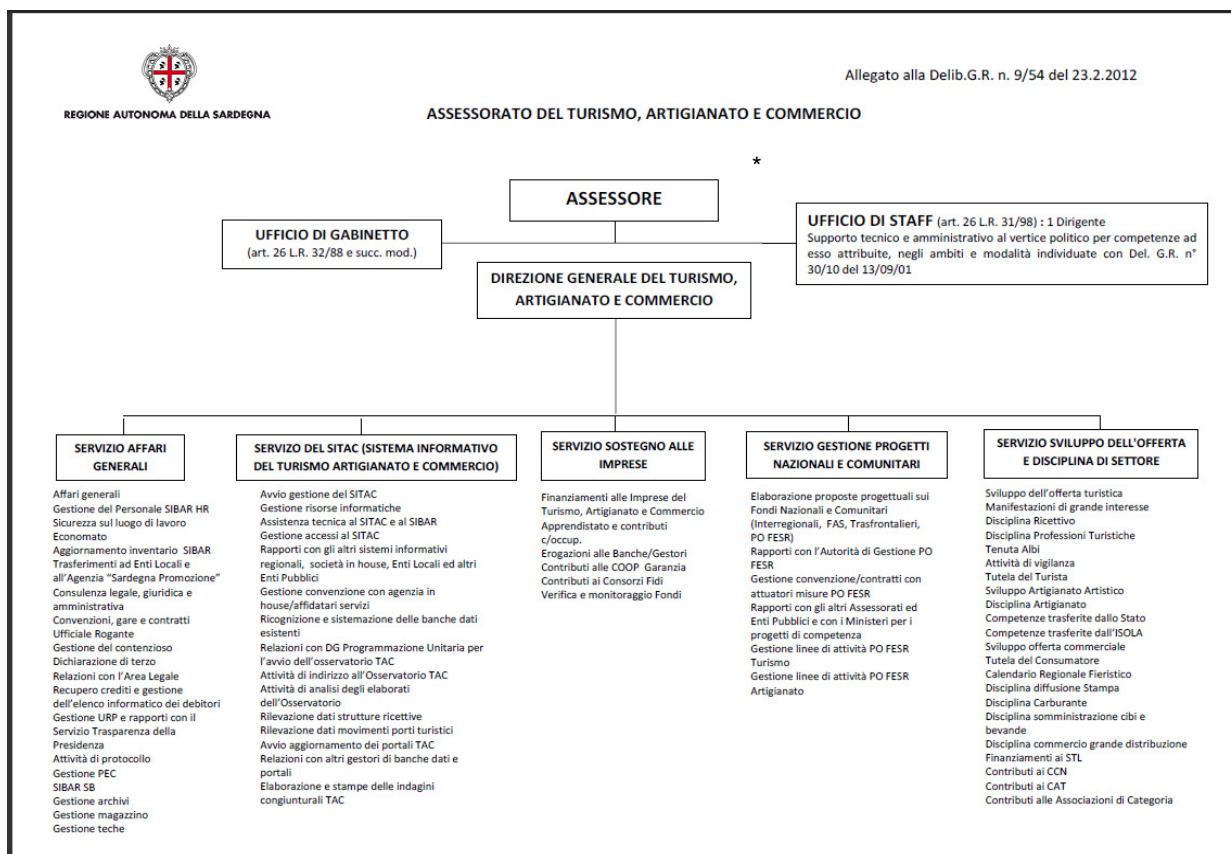 Allegato alla Delib.G.R. n. 9/54 del 23.2.2012
REGIONE AUTONOMA DELLA SARDEGNA
ASSESSORATO DEL TURISMO, ARTIGIANATO E COMMERCIO
*
ASSESSORE
UFFICIO DI GABINETTO
(art. 26 L.R. 32/88 e succ. mod.)
UFFICIO DI STAFF (art. 26 L.R. 31/98) : 1 Dirigente
Supporto tecnico e amministrativo al vertice politico per competenze ad
esso attribuite, negli ambiti e modalità individuate con Del. G.R. n°
30/10 del 13/09/01
DIREZIONE GENERALE DEL TURISMO,
ARTIGIANATO E COMMERCIO
SERVIZIO AFFARI
GENERALI
Affari generali
Gestione del Personale SIBAR HR
Sicurezza sul luogo di lavoro
Economato
Aggiornamento inventario SIBAR
Trasferimenti ad Enti Locali e
all'Agenzia "Sardegna Promozione"
Consulenza legale, giuridica e
amministrativa
Convenzioni, gare e contratti
Ufficiale Rogante
Gestione del contenzioso
Dichiarazione di terzo
Relazioni con l'Area Legale
Recupero crediti e gestione
dell'elenco informatico dei debitori
Gestione URP e rapporti con il
Servizio Trasparenza della
Presidenza
Attività di protocollo
Gestione PEC
SIBAR SB
Gestione archivi
Gestione magazzino
Gestione teche
SERVIZO DEL SITAC (SISTEMA INFORMATIVO
DEL TURISMO ARTIGIANATO E COMMERCIO)
Avvio gestione del SITAC
Gestione risorse informatiche
Assistenza tecnica al SITAC e al SIBAR
Gestione accessi al SITAC
Rapporti con gli altri sistemi informativi
regionali, società in house, Enti Locali ed altri
Enti Pubblici
Gestione convenzione con agenzia in
house/affidatari servizi
Ricognizione e sistemazione delle banche dati
esistenti
Relazioni con DG Programmazione Unitaria per
l'avvio dell'osservatorio TAC
Attività di indirizzo all'Osservatorio TAC
Attività di analisi degli elaborati
dell'Osservatorio
Rilevazione dati strutture ricettive
Rilevazione dati movimenti porti turistici
Avvio aggiornamento dei portali TAC
Relazioni con altri gestori di banche dati e
portali
Elaborazione e stampe delle indagini
congiunturali TAC
SERVIZIO SOSTEGNO ALLE
IMPRESE
Finanziamenti alle Imprese del
Turismo, Artigianato e Commercio
Apprendistato e contributi
c/occup.
Erogazioni alle Banche/Gestori
Contributi alle COOP Garanzia
Contributi ai Consorzi Fidi
Verifica e monitoraggio Fondi
SERVIZIO GESTIONE PROGETTI
NAZIONALI E COMUNITARI
Elaborazione proposte progettuali sui
Fondi Nazionali e Comunitari
(Interregionali, FAS, Trasfrontalieri,
PO FESR)
Rapporti con l'Autorità di Gestione PO
FESR
Gestione convenzione/contratti con
attuatori misure PO FESR
Rapporti con gli altri Assessorati ed
Enti Pubblici e con i Ministeri per i
progetti di competenza
Gestione linee di attività PO FESR
Turismo
Gestione linee di attività PO FESR
Artigianato
SERVIZIO SVILUPPO DELL'OFFERTA
E DISCIPLINA DI SETTORE
Sviluppo dell'offerta turistica
Manifestazioni di grande interesse
Disciplina Ricettivo
Disciplina Professioni Turistiche
Tenuta Albi
Attività di vigilanza
Tutela del Turista
Sviluppo Artigianato Artistico
Disciplina Artigianato
Competenze trasferite dallo Stato
Competenze trasferite dall'ISOLA
Sviluppo offerta commerciale
Tutela del Consumatore
Calendario Regionale Fieristico
Disciplina diffusione Stampa
Disciplina Carburante
Disciplina somministrazione cibi e
bevande
Disciplina commercio grande distribuzione
Finanziamenti ai STL
Contributi ai CCN
Contributi ai CAT
Contributi alle Associazioni di Categoria